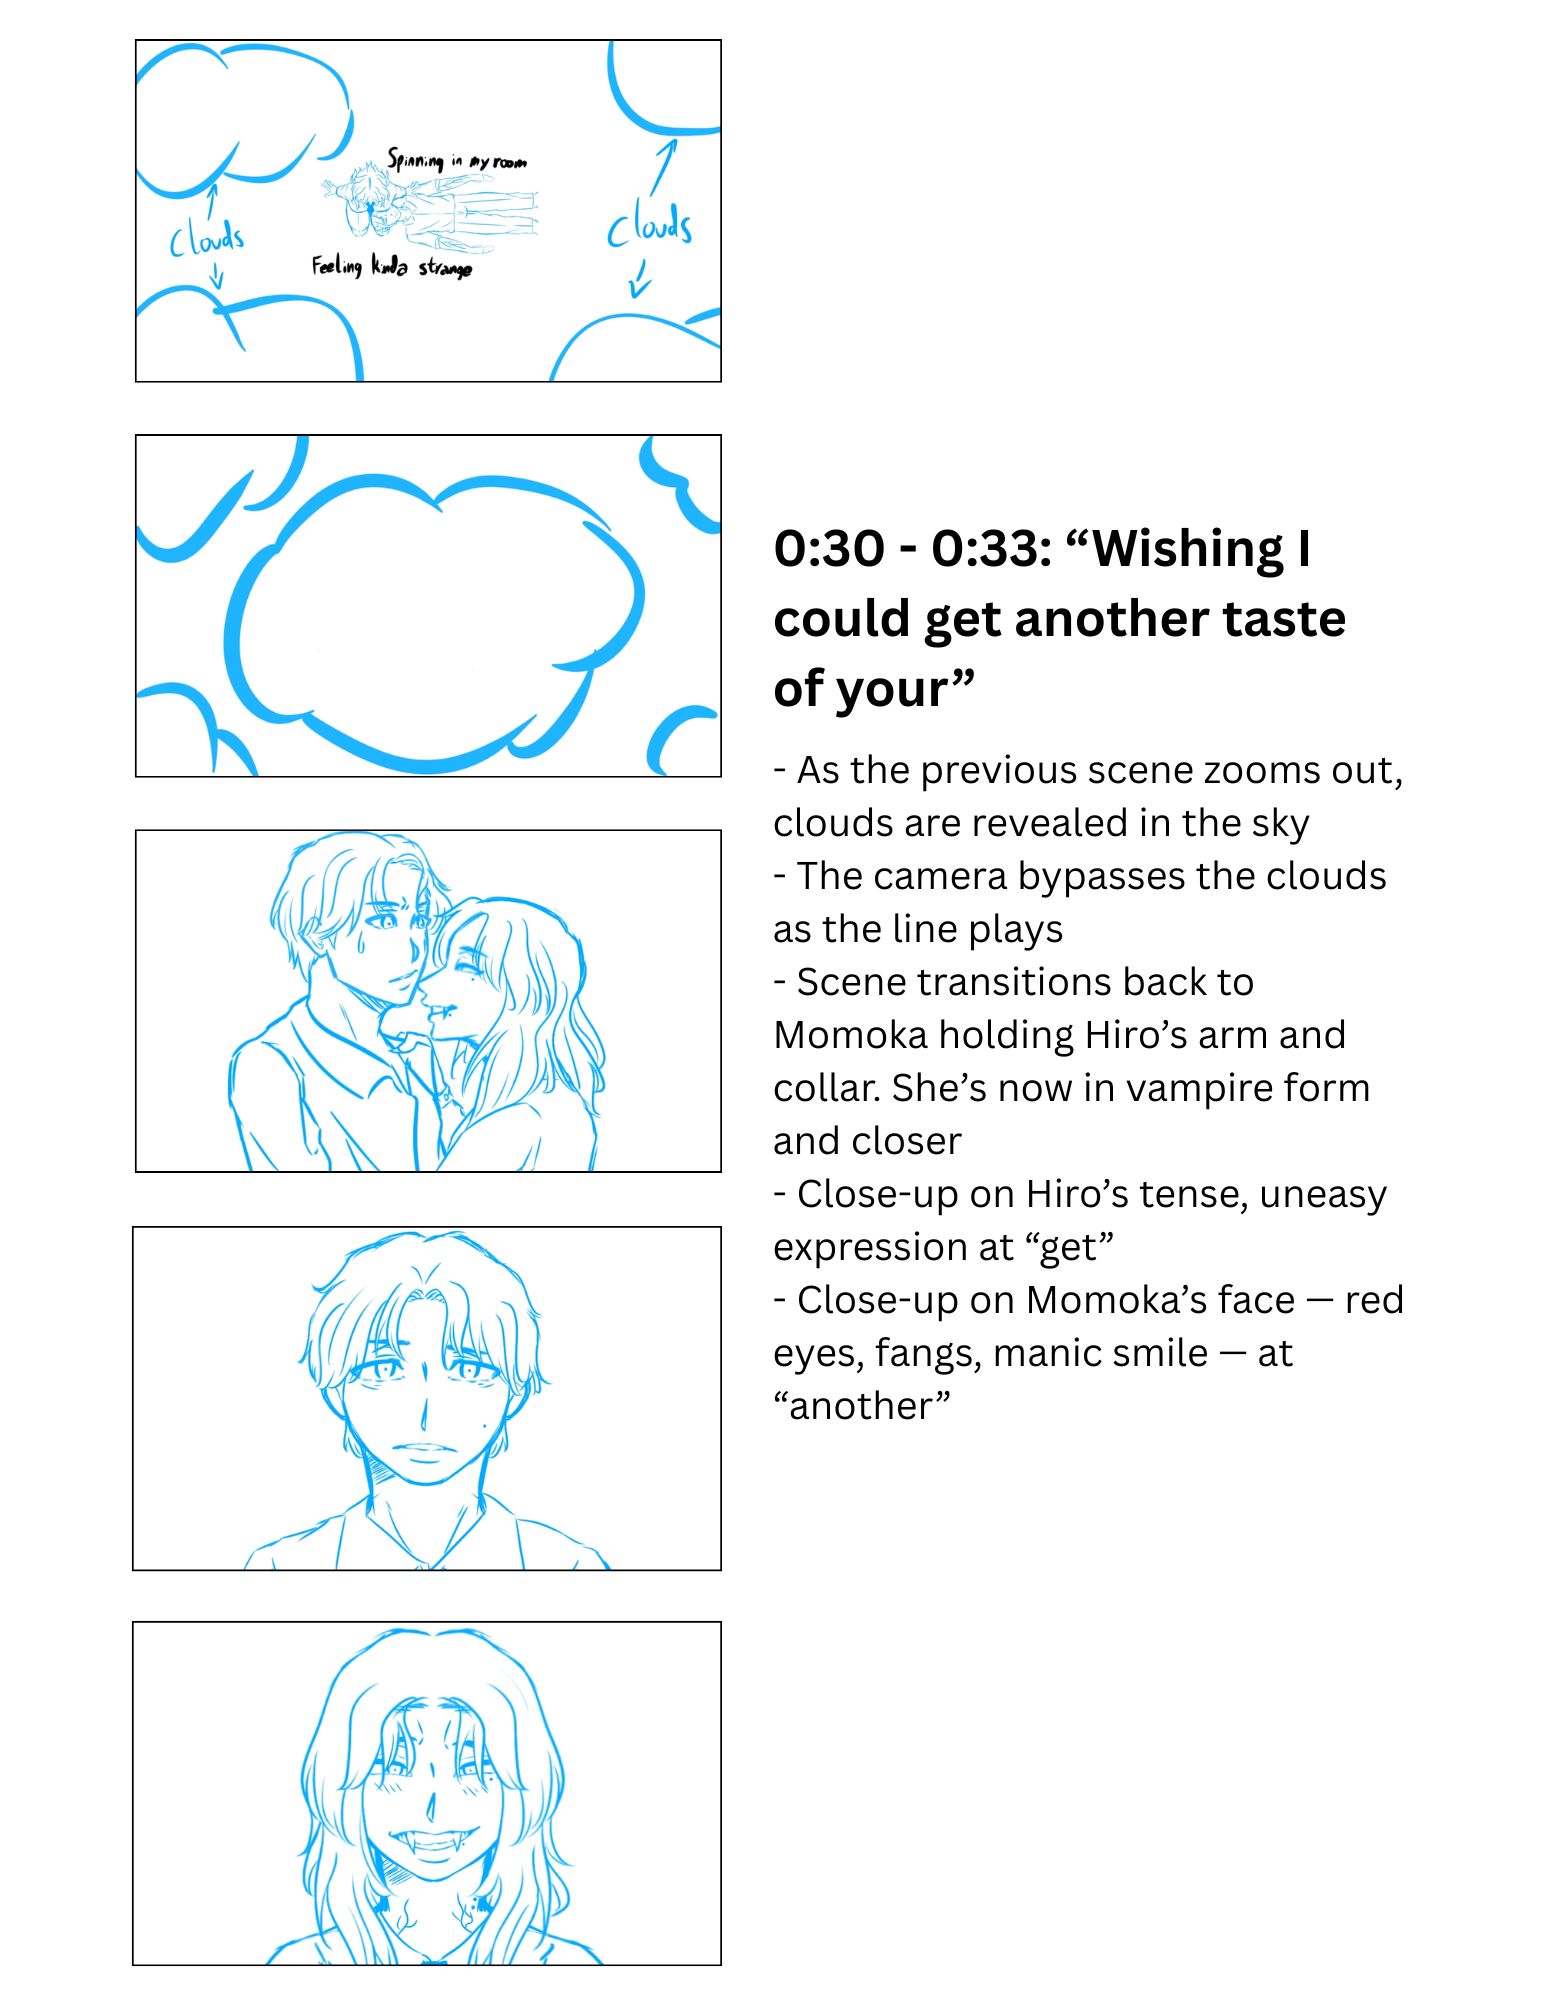 Spinning in my room
Clouds
Clouds
Feeling kinda strange
0:30 - 0:33: “Wishing I
could get another taste
of your”
- As the previous scene zooms out,
clouds are revealed in the sky
- The camera bypasses the clouds
as the line plays
- Scene transitions back to
Momoka holding Hiro’s arm and
collar. She’s now in vampire form
and closer
- Close-up on Hiro’s tense, uneasy
expression at “get”
- Close-up on Momoka’s face — red
eyes, fangs, manic smile — at
“another”